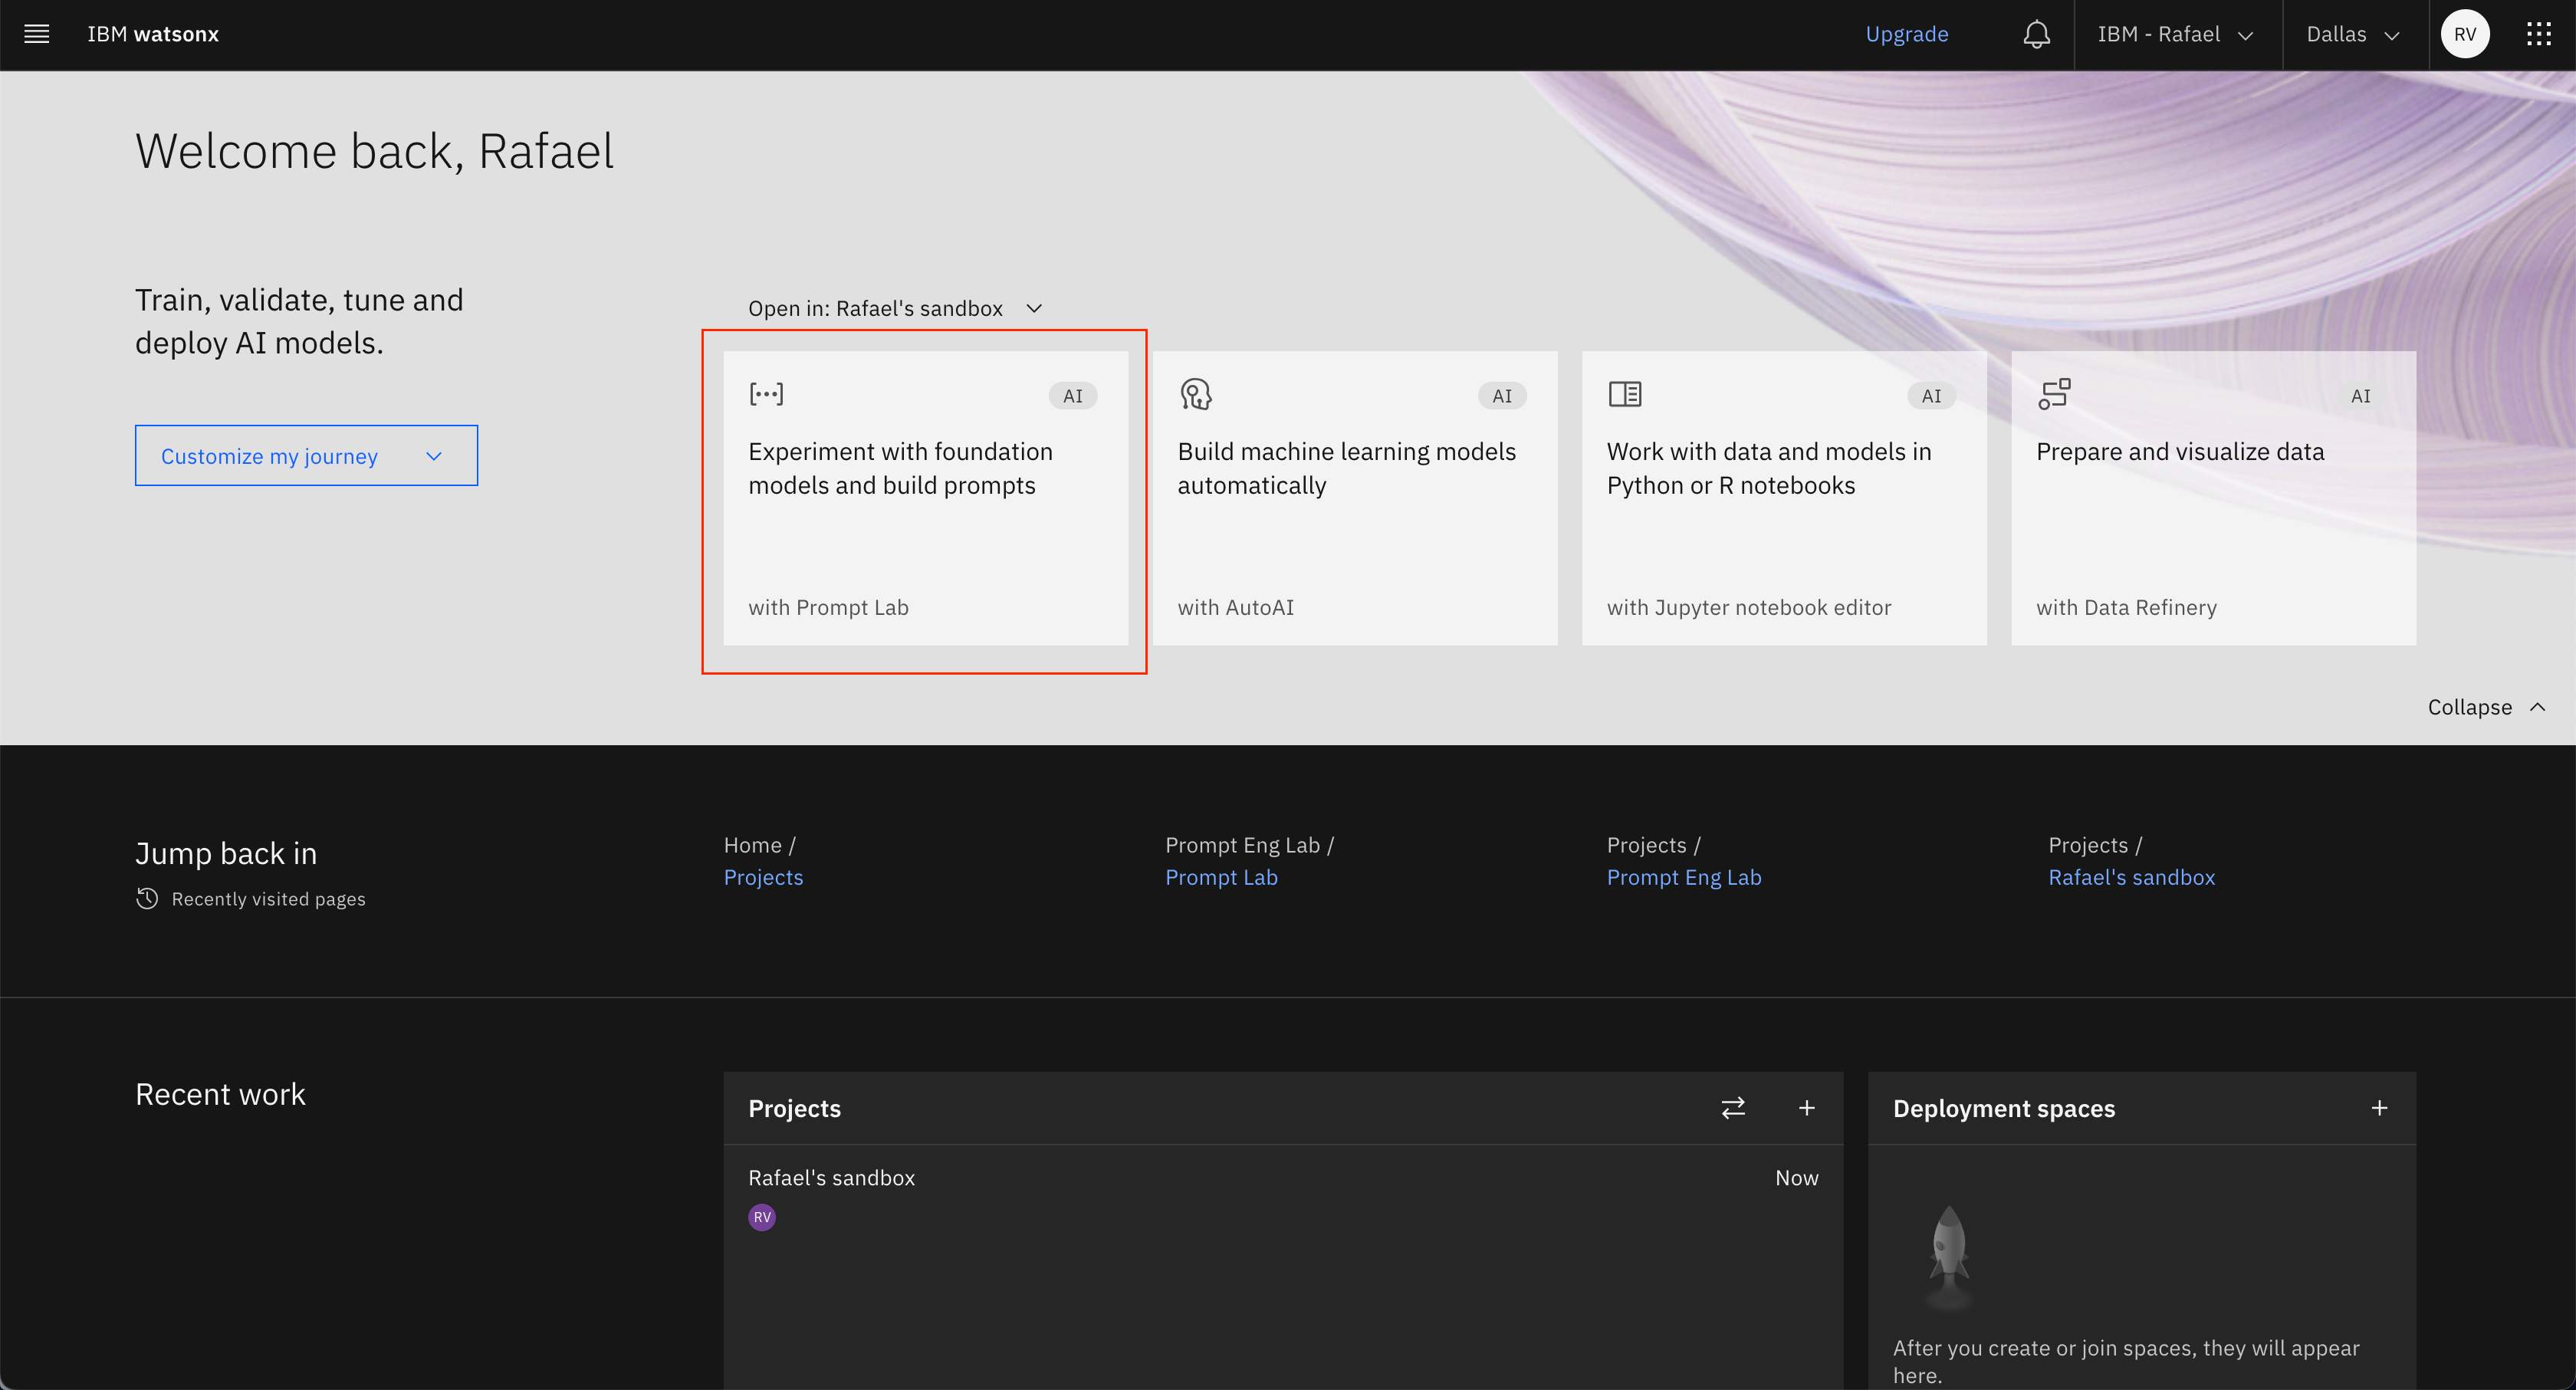 IBM watsonx
Upgrade
IBM - Rafael
Dallas
RV
Welcome back, Rafael
Train, validate, tune and
deploy AI models.
Customize my journey
Open in: Rafael's sandbox
AI
Experiment with foundation
models and build prompts
with Prompt Lab
AI
Build machine learning models
automatically
with AutoAI
AI
Work with data and models in
Python or R notebooks
with Jupyter notebook editor
AI
Prepare and visualize data
with Data Refinery
Collapse
Jump back in
Recently visited pages
Home /
Projects
Prompt Eng Lab /
Prompt Lab
Projects /
Prompt Eng Lab
Projects /
Rafael's sandbox
Recent work
Projects
Rafael's sandbox
Now
RV
Deployment spaces
After you create or join spaces, they will appear
here.